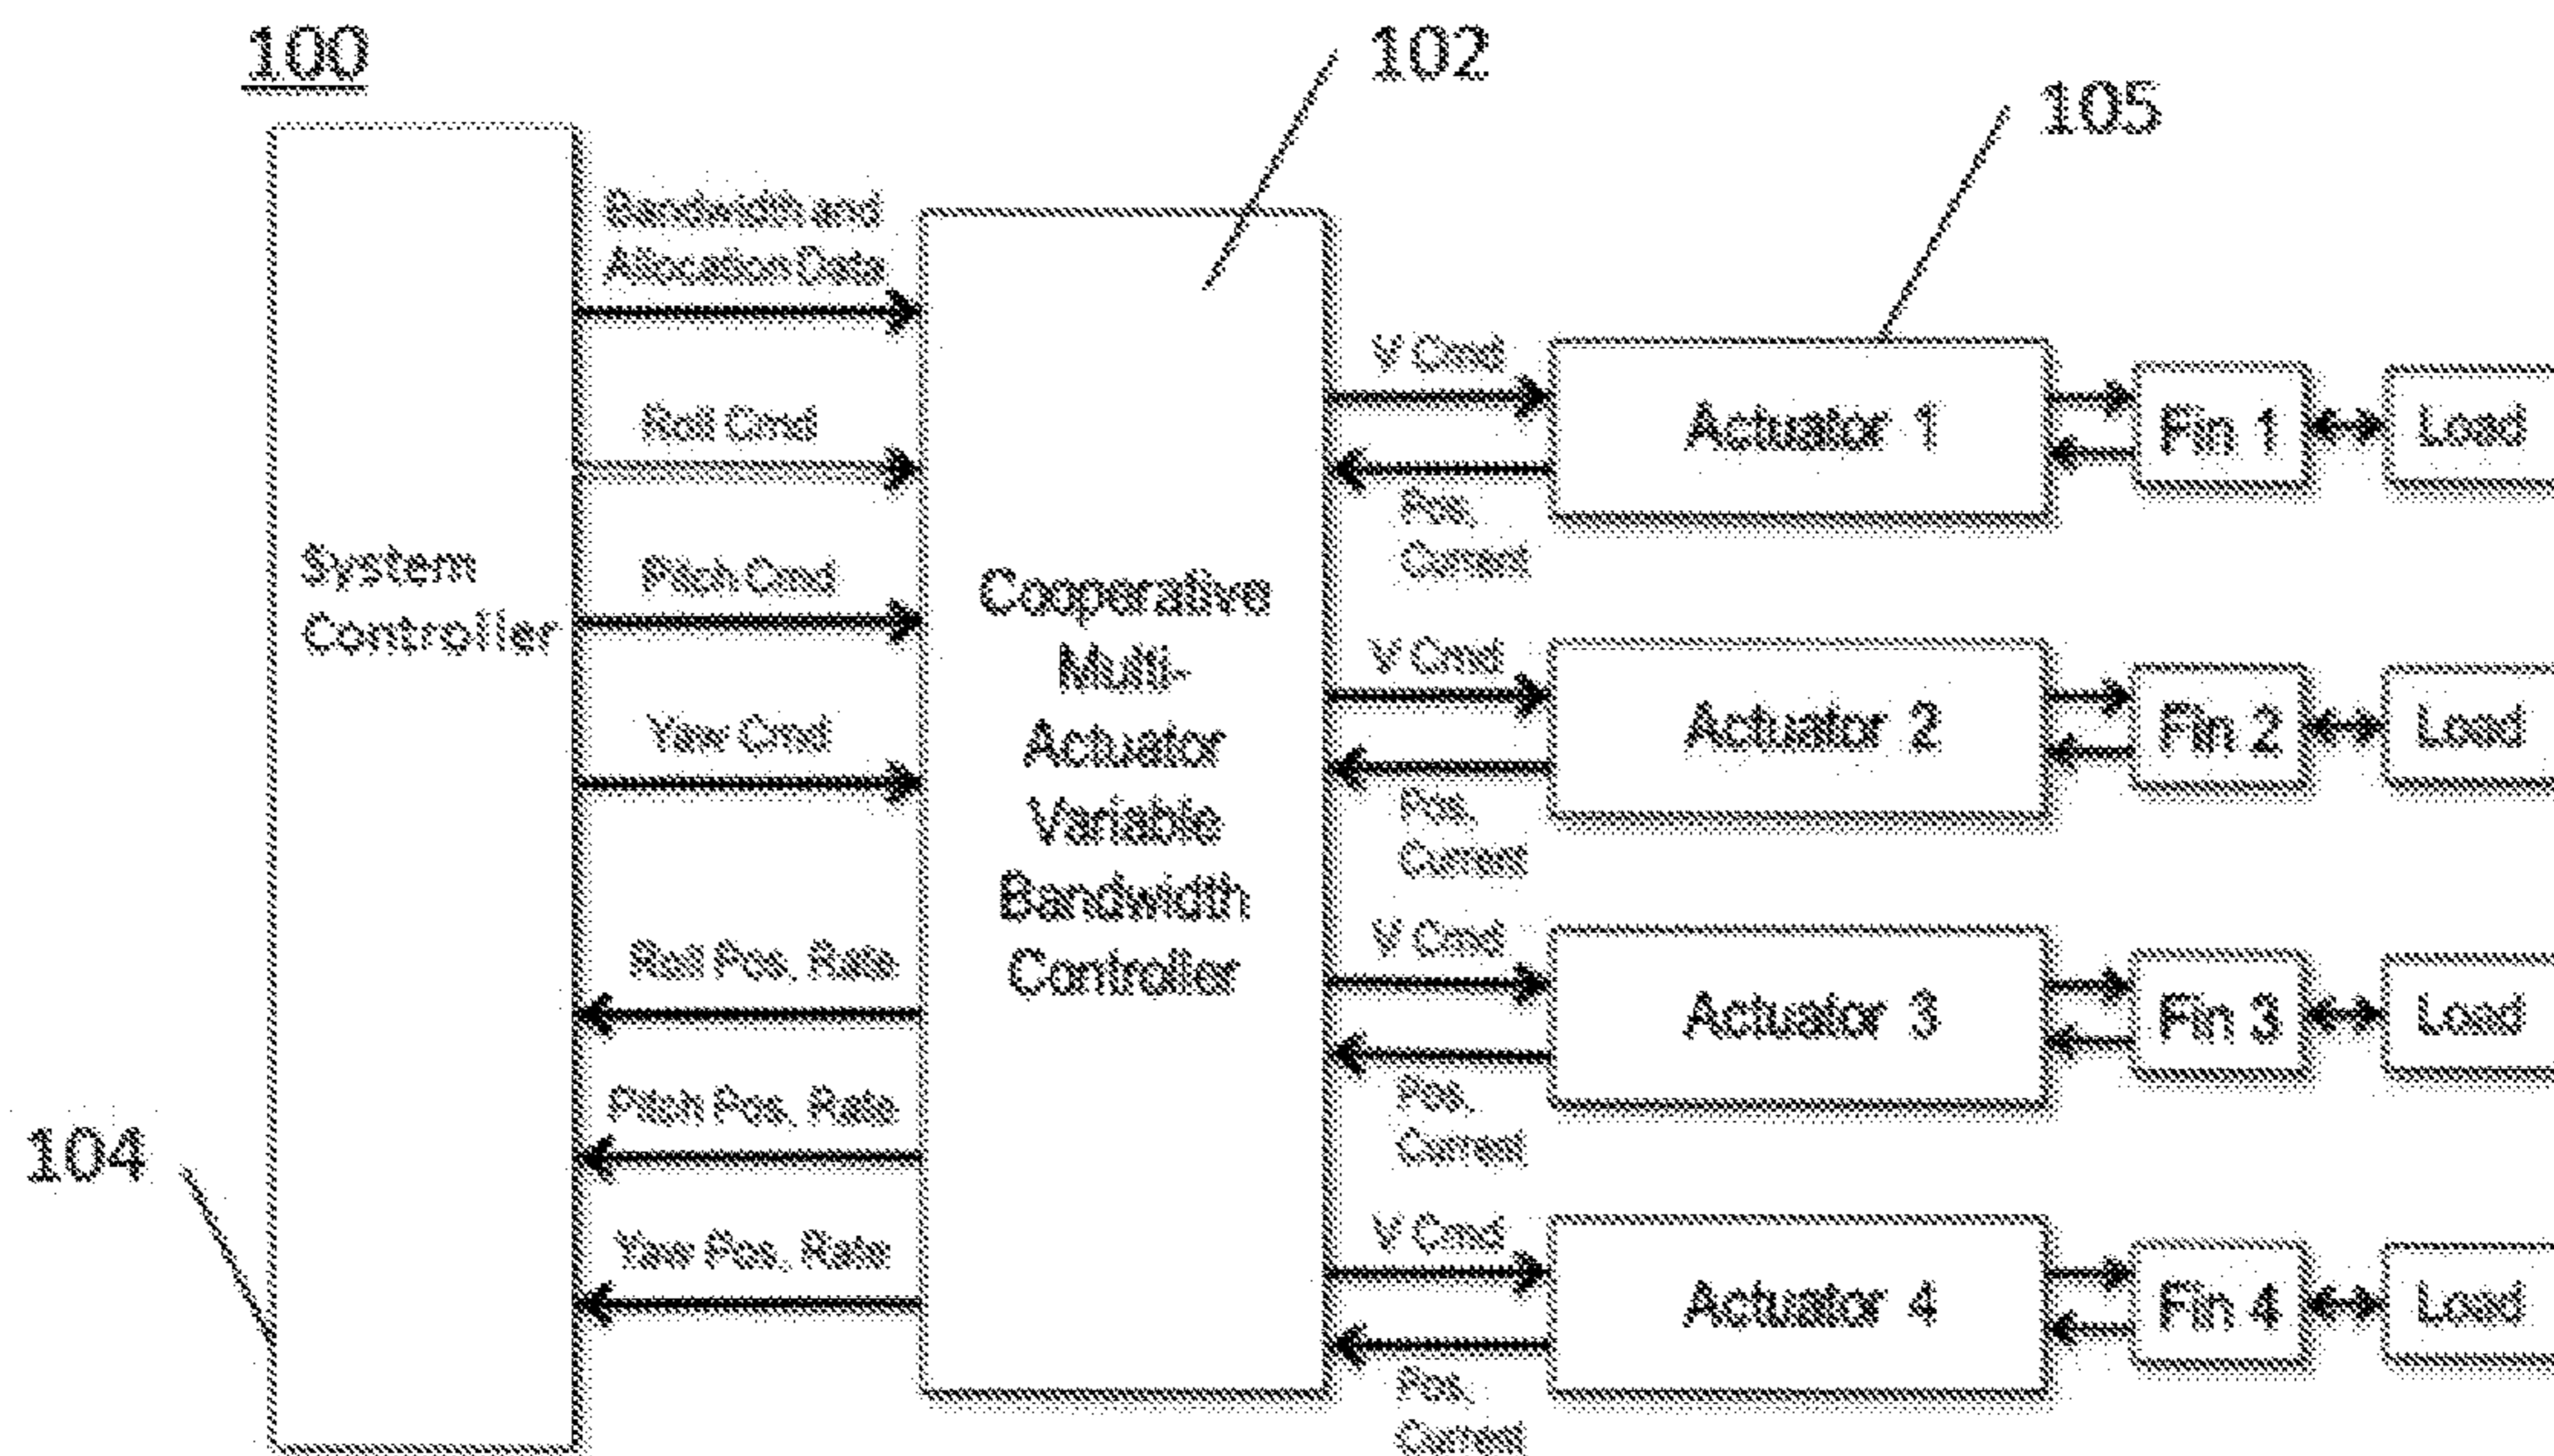 100
102
105
Bandwidth and
Allocation Data
Roll Cmd
Pitch Cmd
Yaw Cmd
System
Controller
Roll Pos, Rate
Pitch Pos, Rate
Yaw Pos, Rate
104
Cooperative
Multi-
Actuator
Variable
Bandwidth
Controller
V Cmd
Pos,
Current
Actuator 1
Fin 1
Load
V Cmd
Pos,
Current
Actuator 2
Fin 2
Load
V Cmd
Pos,
Current
Actuator 3
Fin 3
Load
V Cmd
Pos,
Current
Actuator 4
Fin 4
Load